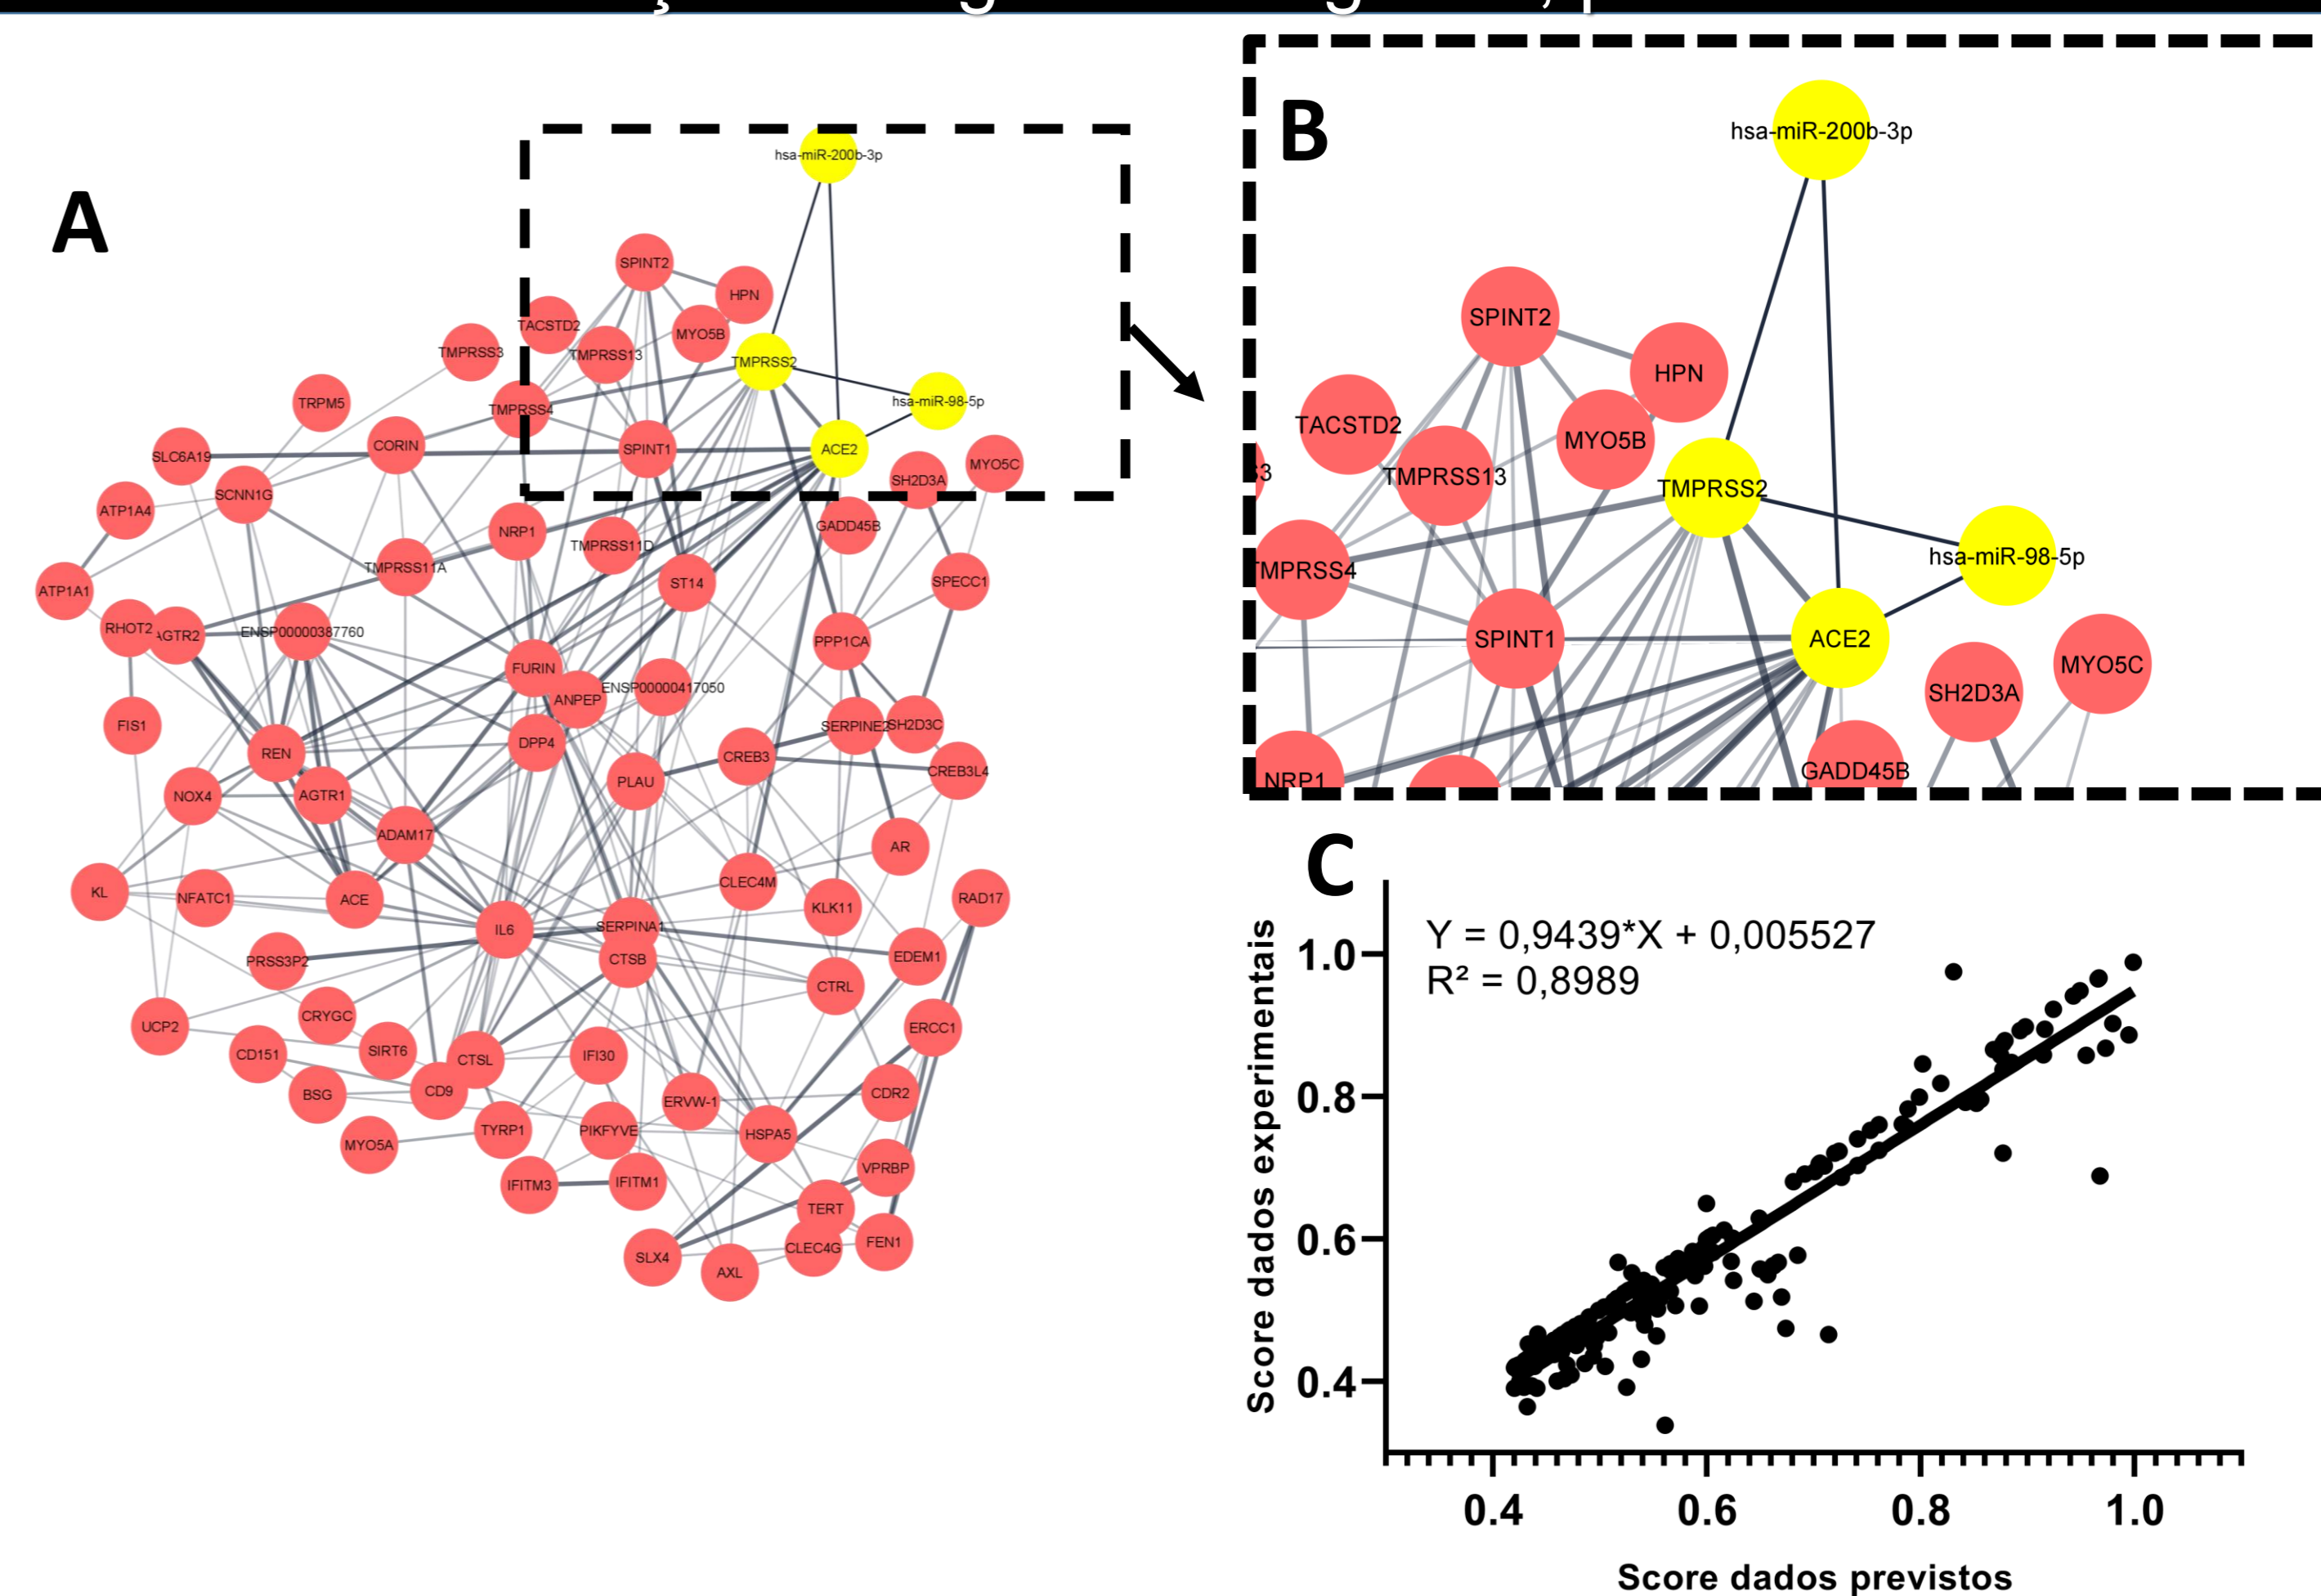 A
hsa-miR-200b-3p
SPINT2
HPN
TACSTD2
MYO5B
TMPRSS3
TMPRSS13
TMPRSS2
hsa-miR-98-5p
TRPM5
TMPRSS4
CORIN
SPINT1
ACE2
SLC6A19
MYO5C
SCNN1G
SH2D3A
ATP1A4
NRP1
GADD45B
TMPRSS11D
TMPRSS11A
ST14
SPECC1
ATP1A1
RHOT2
AGTR2
ENSP00000387760
PPP1CA
FURIN
ANPEP
ENSP00000417050
FIS1
SERPINE2
SH2D3C
REN
DPP4
CREB3
CREB3L4
NOX4
AGTR1
PLAU
ADAM17
AR
KL
NFATC1
ACE
CLEC4M
KLK11
RAD17
IL6
SERPINA1
PRSS3P2
CTSB
EDEM1
CTRL
UCP2
CRYGC
ERCC1
CD151
SIRT6
CTSL
IFI30
BSG
CD9
ERVW-1
CDR2
MYO5A
TYRP1
PIKFYVE
HSPA5
IFITM3
IFITM1
VPRBP
TERT
SLX4
AXL
CLEC4G
FEN1
B
hsa-miR-200b-3p
SPINT2
HPN
TACSTD2
MYO5B
S3
TMPRSS13
TMPRSS2
TMPRSS4
hsa-miR-98-5p
SPINT1
ACE2
MYO5C
SH2D3A
NRP1
GADD45B
C
Y = 0,9439*X + 0,005527
R² = 0,8989
Score dados experimentais
1.0
0.8
0.6
0.4
0.4 0.6 0.8 1.0
Score dados previstos